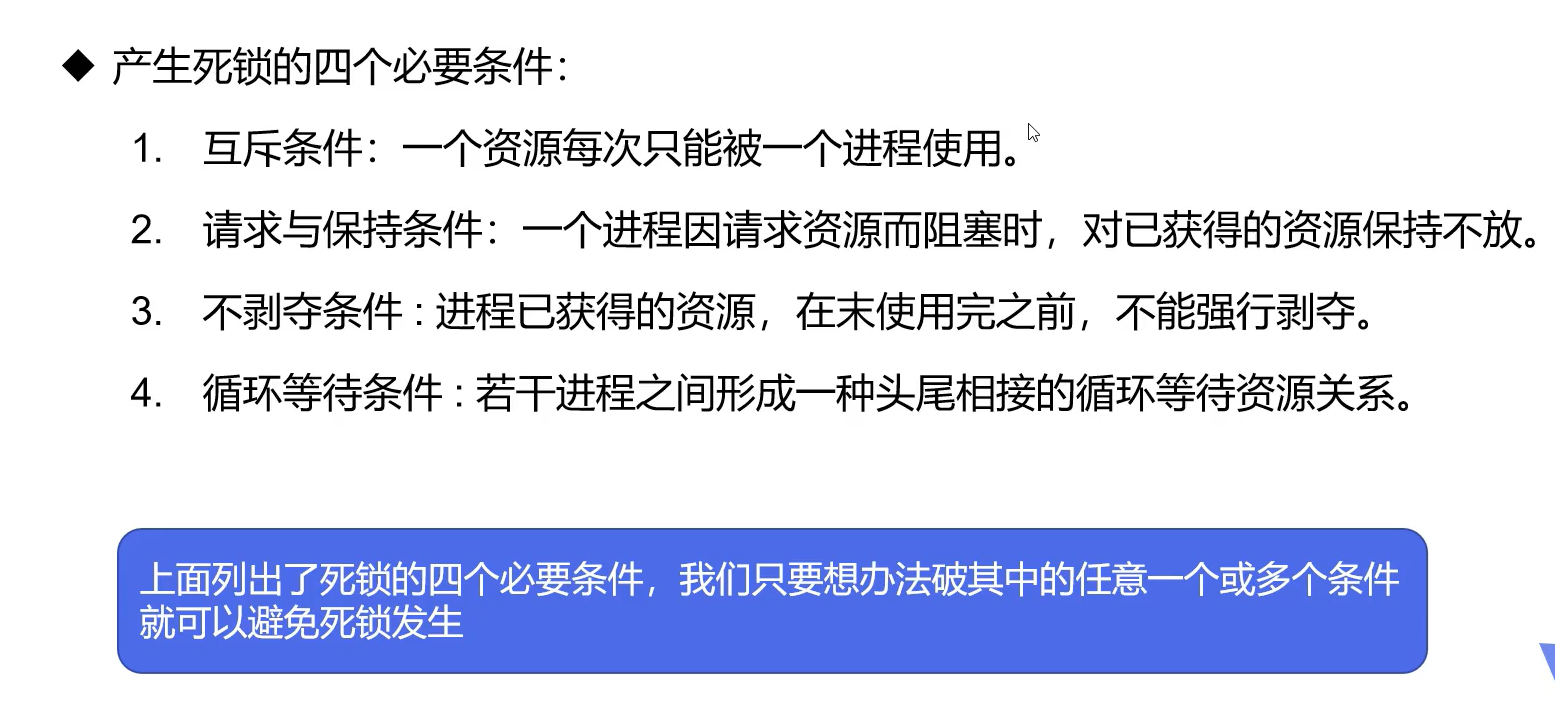 ◆ 产生死锁的四个必要条件：
1. 互斥条件：一个资源每次只能被一个进程使用。
2. 请求与保持条件：一个进程因请求资源而阻塞时，对已获得的资源保持不放。
3. 不剥夺条件 : 进程已获得的资源，在末使用完之前，不能强行剥夺。
4. 循环等待条件 : 若干进程之间形成一种头尾相接的循环等待资源关系。
上面列出了死锁的四个必要条件，我们只要想办法破其中的任意一个或多个条件
就可以避免死锁发生